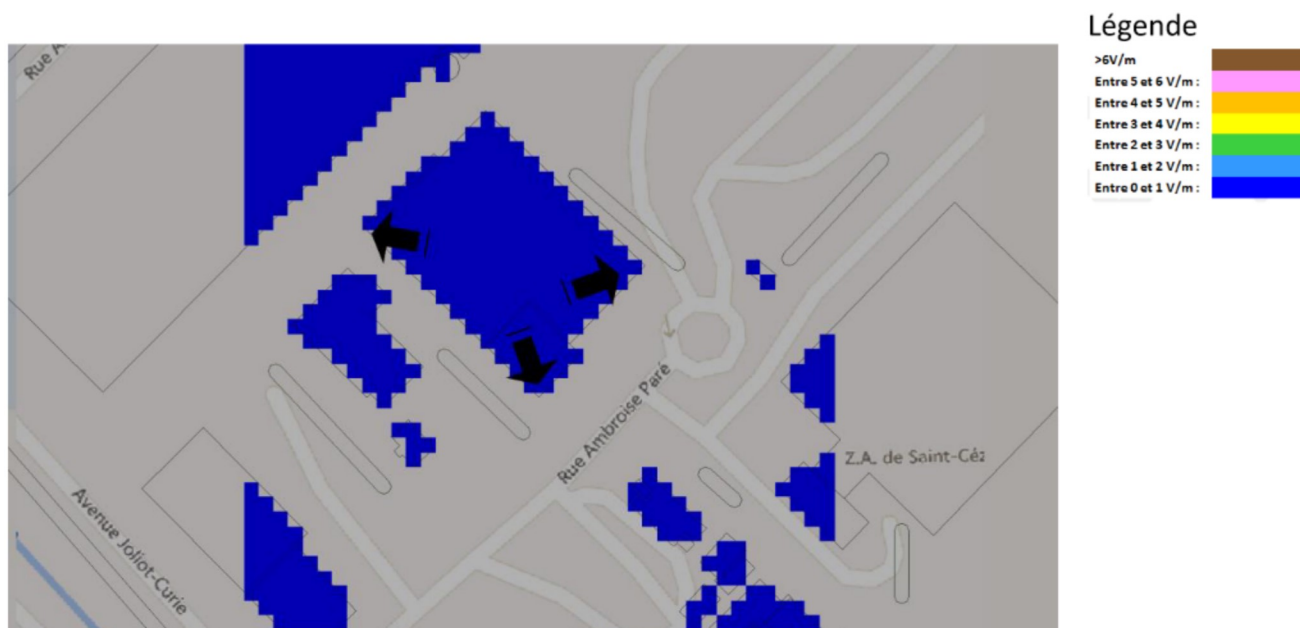 Légende
>6V/m
Entre 5 et 6 V/m :
Entre 4 et 5 V/m :
Entre 3 et 4 V/m :
Entre 2 et 3 V/m :
Entre 1 et 2 V/m :
Entre 0 et 1 V/m :
Rue
Rue Ambroise Paré
Z.A. de Saint-Céz
Avenue Joliot-Curie